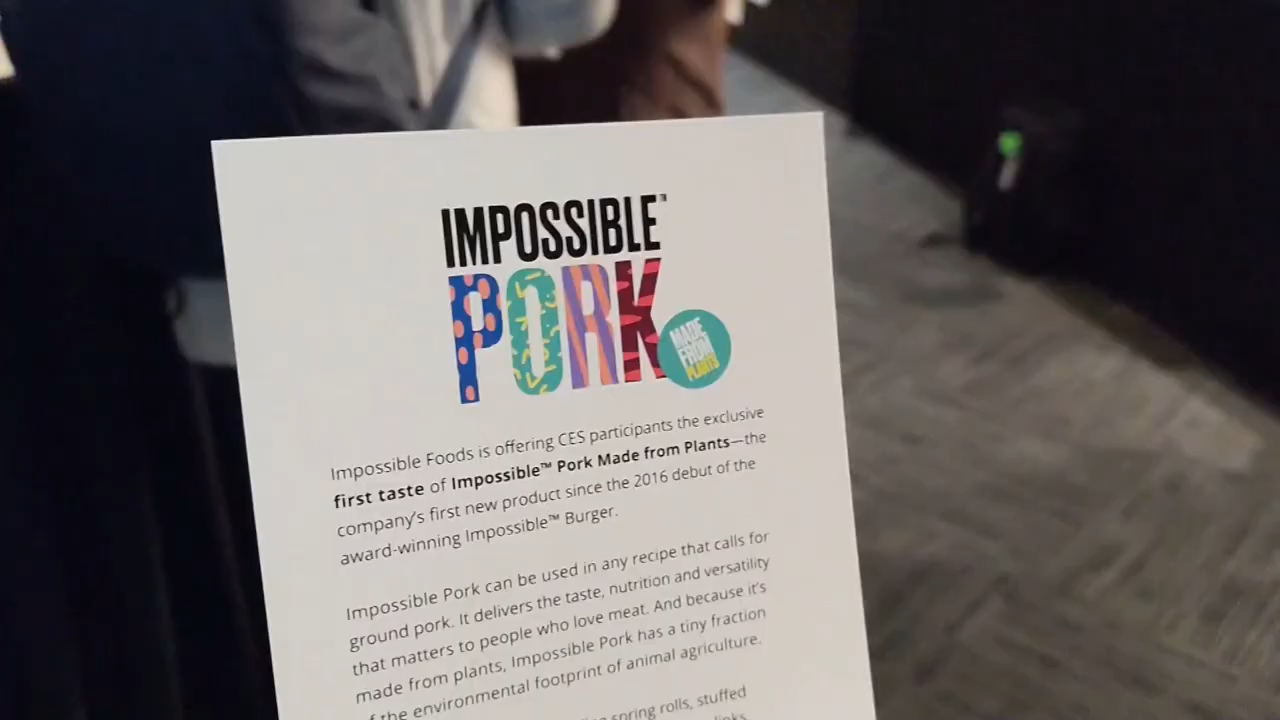 IMPOSSIBLE™
PORK
MADE
FROM
PLANTS
Impossible Foods is offering CES participants the exclusive
first taste of Impossible™ Pork Made from Plants—the
company's first new product since the 2016 debut of the
award-winning Impossible™ Burger.
Impossible Pork can be used in any recipe that calls for
ground pork. It delivers the taste, nutrition and versatility
that matters to people who love meat. And because it's
made from plants, Impossible Pork has a tiny fraction
of the environmental footprint of animal agriculture.
spring rolls, stuffed
links